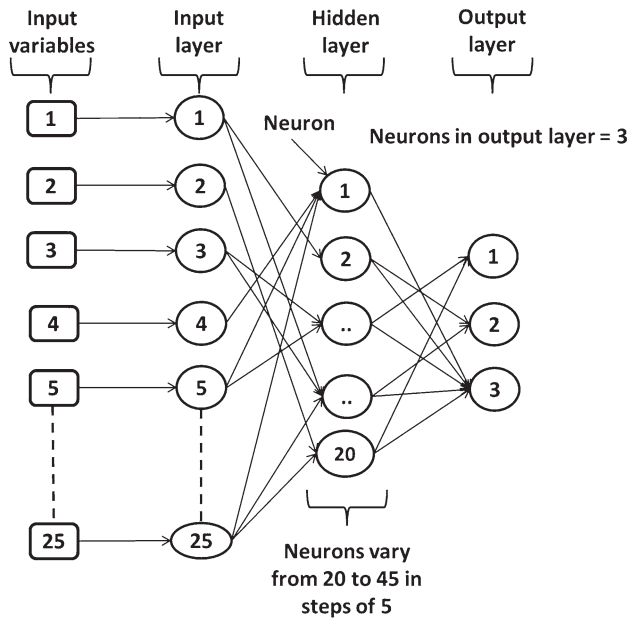 Input variables
Input layer
Hidden layer
Output layer
Neuron
Neurons in output layer = 3
1 1
2 2
3 3
4 4
5 5
25 25
1
2
..
..
20
1
2
3
Neurons vary
from 20 to 45 in
steps of 5